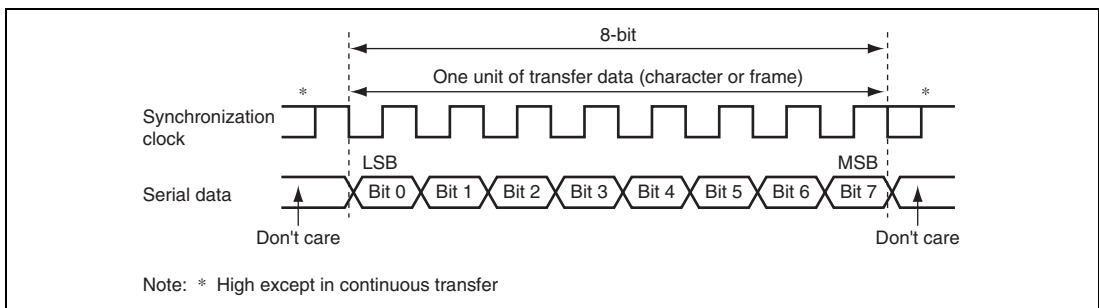 8-bit
One unit of transfer data (character or frame)
* *
Synchronization
clock
LSB MSB
Serial data Bit 0 Bit 1 Bit 2 Bit 3 Bit 4 Bit 5 Bit 6 Bit 7
Don't care Don't care
Note: * High except in continuous transfer